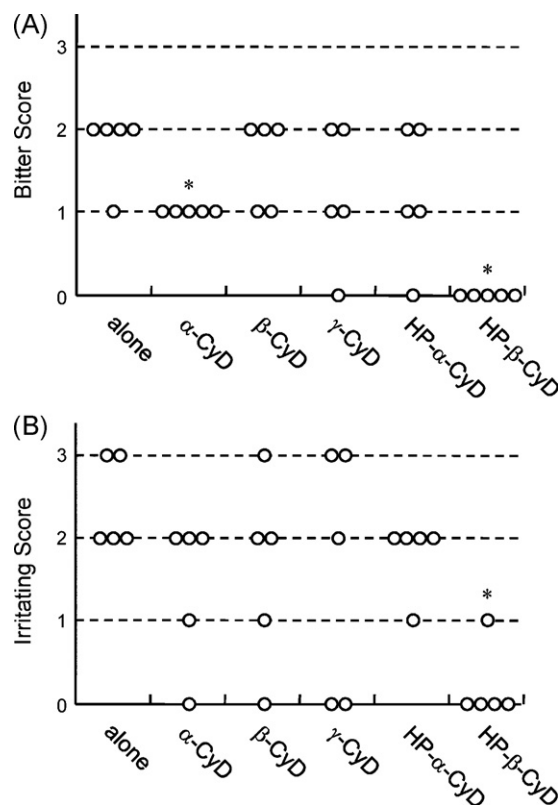 (A)
Bitter Score
3
2
1
0
*
*
alone
α-CyD
β-CyD
γ-CyD
HP-α-CyD
HP-β-CyD
(B)
Irritating Score
3
2
1
0
*
alone
α-CyD
β-CyD
γ-CyD
HP-α-CyD
HP-β-CyD